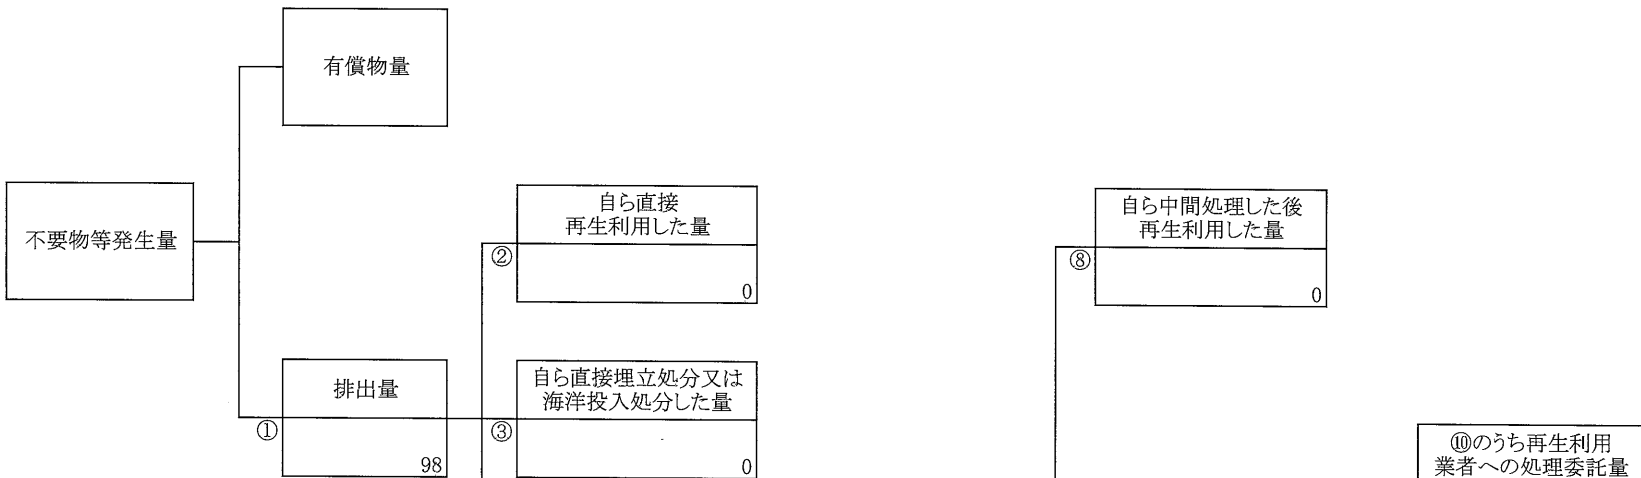 有償物量
不要物等発生量
自ら直接
再生利用した量
②
0
自ら中間処理した後
再生利用した量
⑧
0
排出量
①
98
自ら直接埋立処分又は
海洋投入処分した量
③
0
⑩のうち再生利用
業者への処理委託量